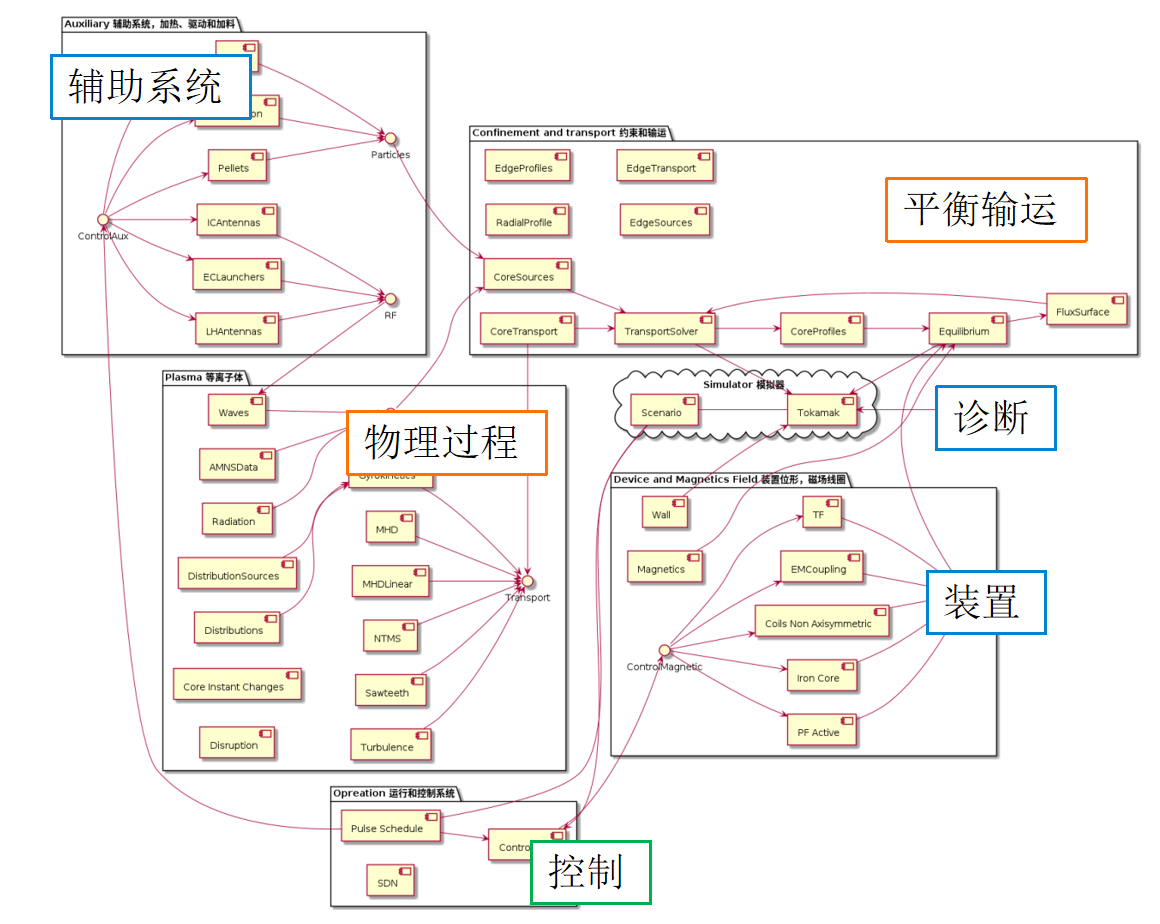 Auxiliary 辅助系统，加热、驱动和加料
辅助系统
on
Pellets
ICAntennas
ECLaunchers
LHAntennas
ControlAux
Particles
RF
Confinement and transport 约束和输运
EdgeProfiles
EdgeTransport
RadialProfile
EdgeSources
平衡输运
CoreSources
CoreTransport
TransportSolver
CoreProfiles
Equilibrium
FluxSurface
Plasma 等离子体
Waves
物理过程
AMNSData
Gyrokinetics
Radiation
MHD
DistributionSources
MHDLinear
Transport
Distributions
NTMS
Core Instant Changes
Sawteeth
Disruption
Turbulence
Simulator 模拟器
Scenario
Tokamak
诊断
Device and Magnetics Field 装置位形，磁场线圈
Wall
TF
Magnetics
EMCoupling
装置
Coils Non Axisymmetric
ControlMagnetic
Iron Core
PF Active
Opreation 运行和控制系统
Pulse Schedule
Contro
SDN
控制